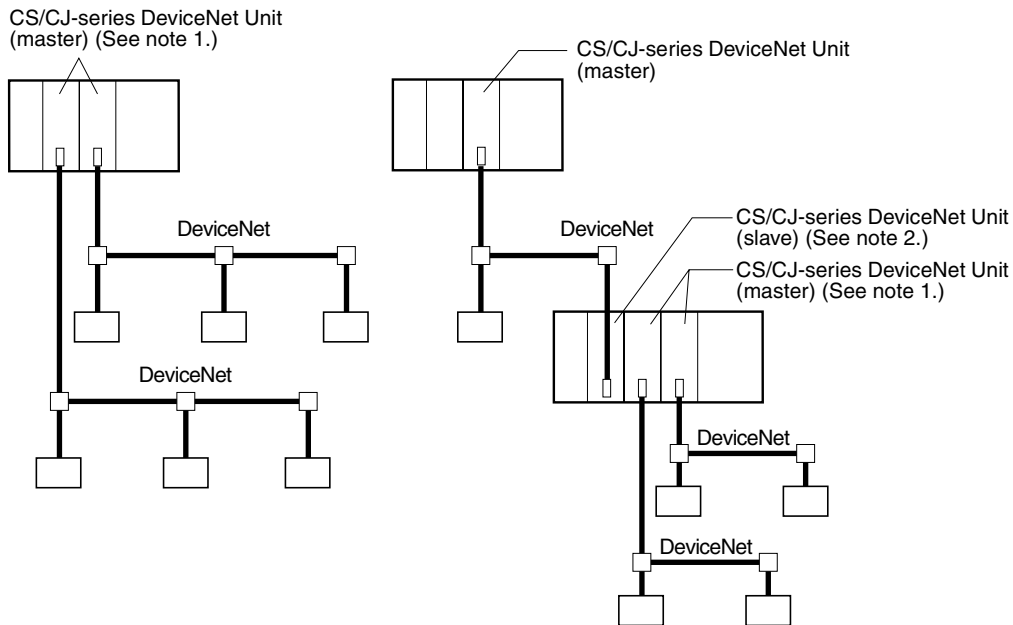 CS/CJ-series DeviceNet Unit
(master) (See note 1.)
DeviceNet
DeviceNet
CS/CJ-series DeviceNet Unit
(master)
DeviceNet
CS/CJ-series DeviceNet Unit
(slave) (See note 2.)
CS/CJ-series DeviceNet Unit
(master) (See note 1.)
DeviceNet
DeviceNet